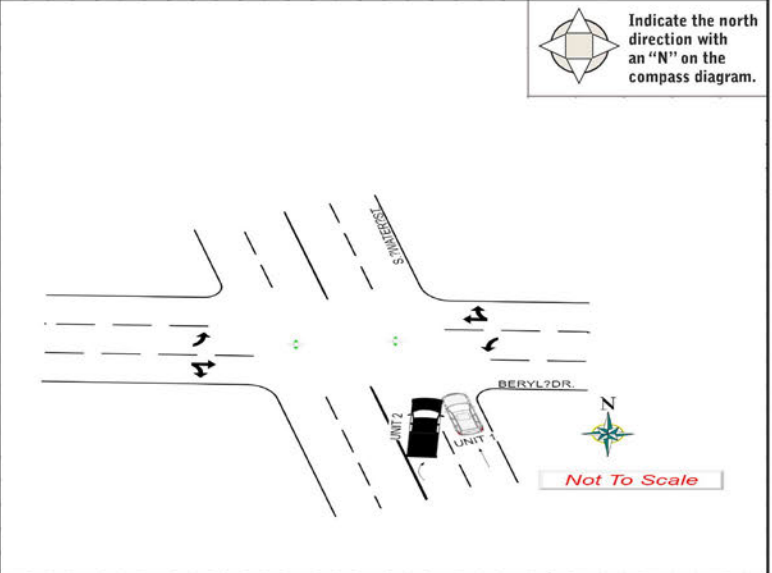 Indicate the north
direction with
an “N” on the
compass diagram.
S.?WATER?ST.
BERYL?DR.
N
UNIT 2
UNIT 1
Not To Scale